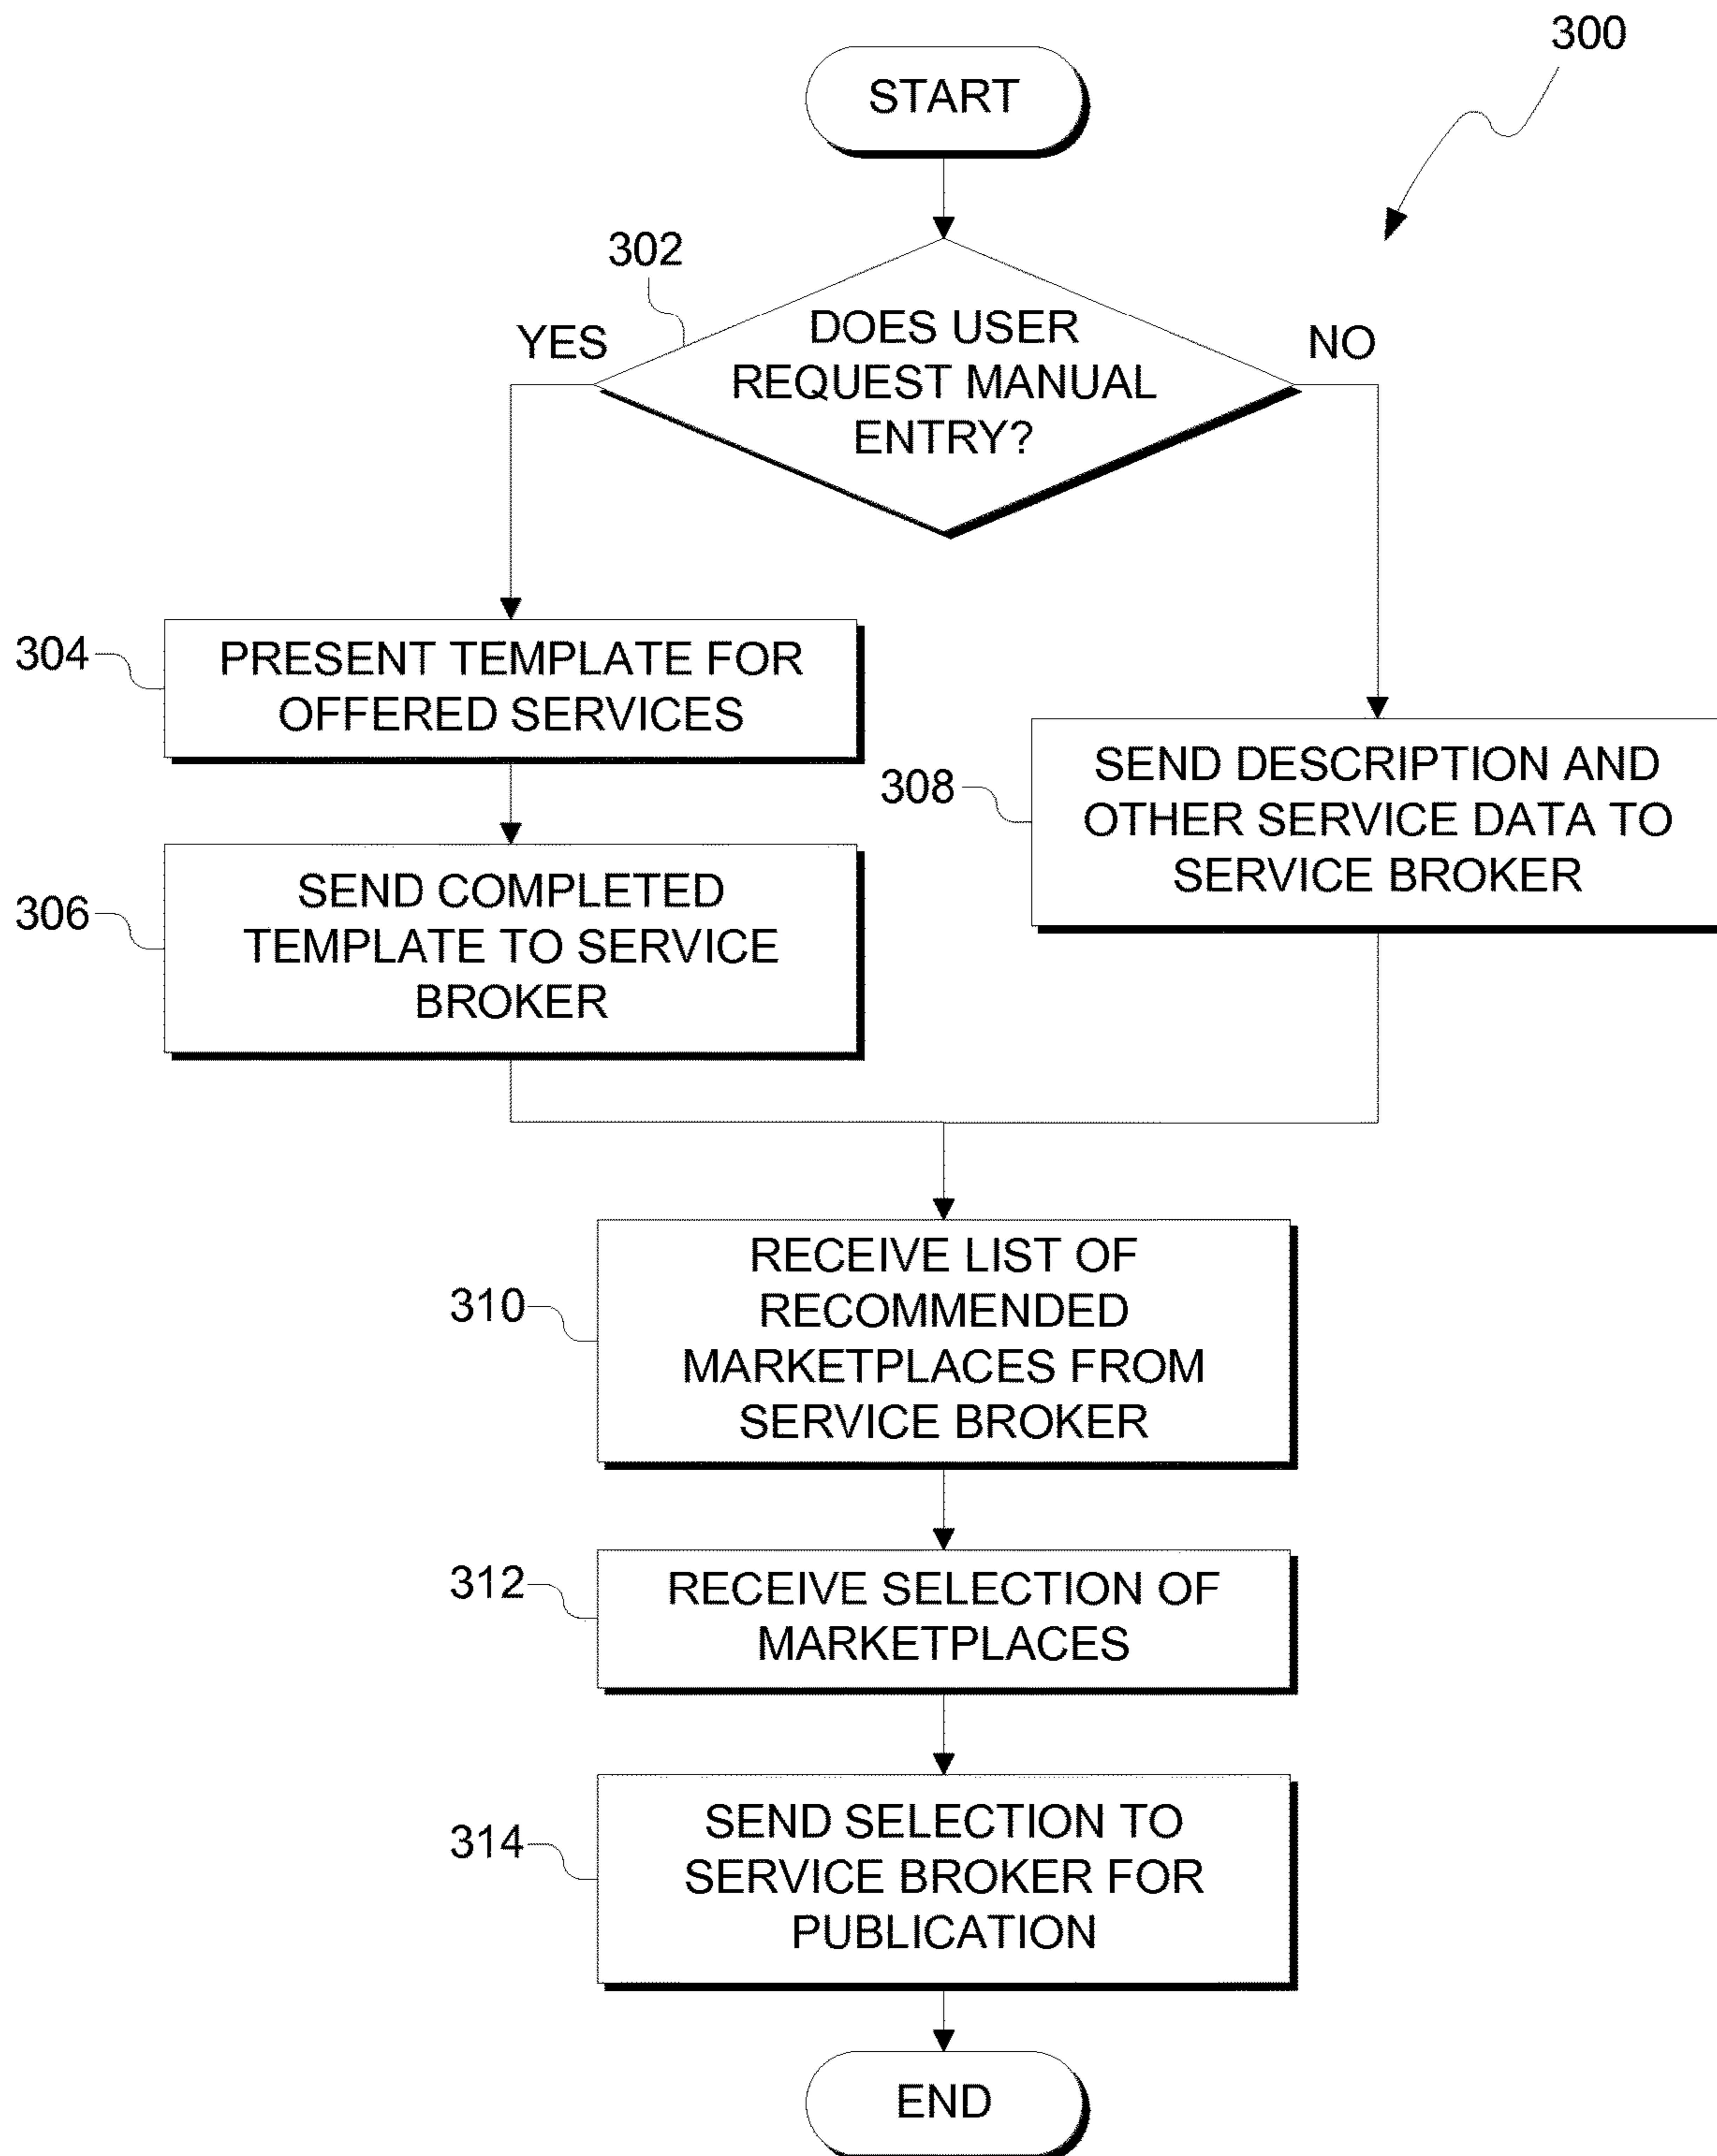 300
START
302
YES
DOES USER
REQUEST MANUAL
ENTRY?
NO
304
PRESENT TEMPLATE FOR
OFFERED SERVICES
308
SEND DESCRIPTION AND
OTHER SERVICE DATA TO
SERVICE BROKER
306
SEND COMPLETED
TEMPLATE TO SERVICE
BROKER
310
RECEIVE LIST OF
RECOMMENDED
MARKETPLACES FROM
SERVICE BROKER
312
RECEIVE SELECTION OF
MARKETPLACES
314
SEND SELECTION TO
SERVICE BROKER FOR
PUBLICATION
END